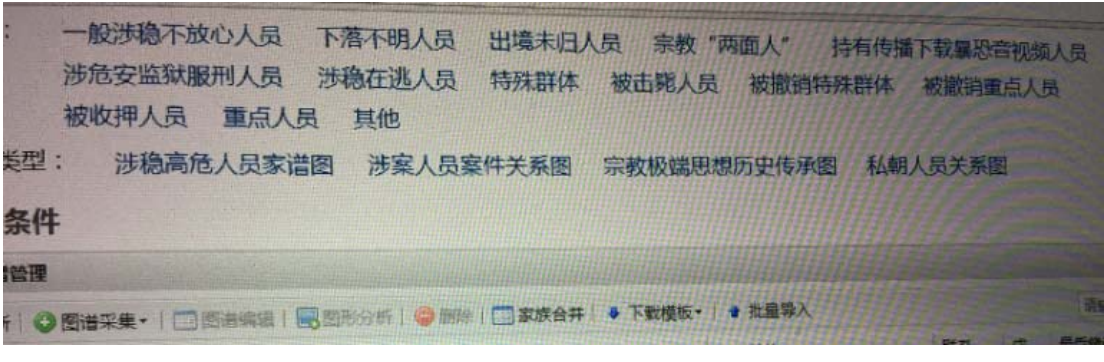 ： 一般涉稳不放心人员 下落不明人员 出境未归人员 宗教“两面人” 持有传播下载暴恐音视频人员
涉危安监狱服刑人员 涉稳在逃人员 特殊群体 被击毙人员 被撤销特殊群体 被撤销重点人员
被收押人员 重点人员 其他
类型： 涉稳高危人员家谱图 涉案人员案件关系图 宗教极端思想历史传承图 私朝人员关系图
条件
管理
图谱采集 图谱编辑 图形分析 删除 家族合并 下载模板 批量导入